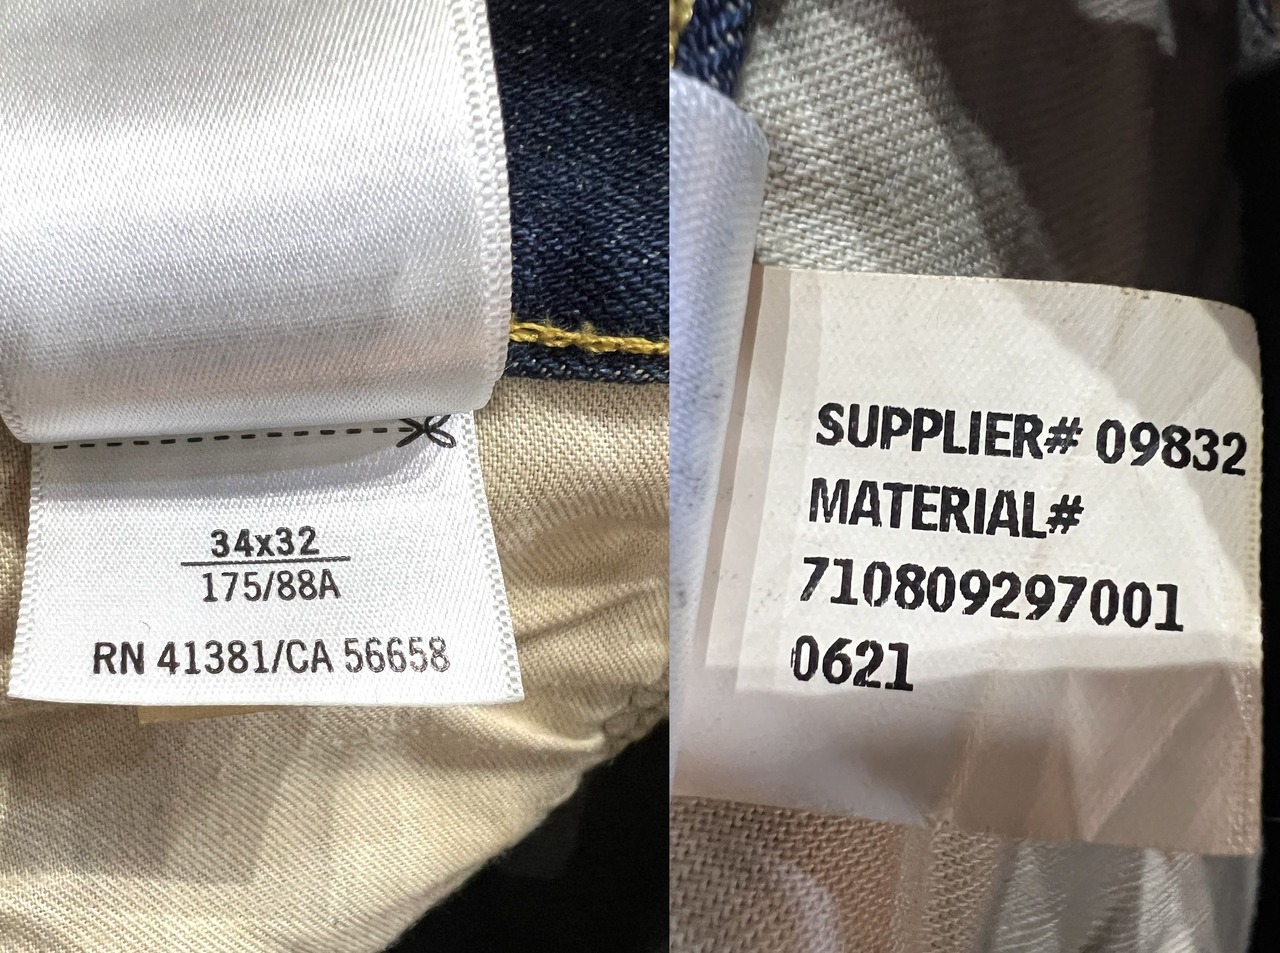 34x32
175/88A
RN 41381/CA 56658
SUPPLIER# 09832
MATERIAL#
710809297001
0621